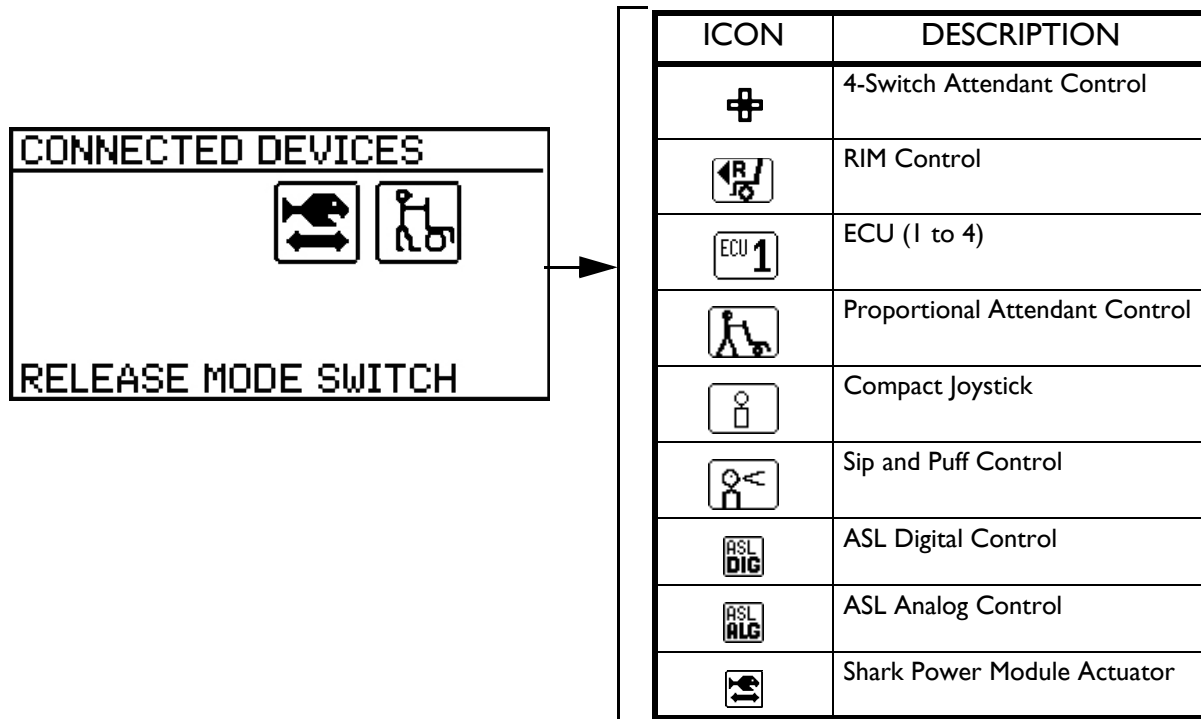 CONNECTED DEVICES
RELEASE MODE SWITCH
ICON DESCRIPTION
4-Switch Attendant Control
R
RIM Control
ECU 1
ECU (1 to 4)
Proportional Attendant Control
Compact Joystick
Sip and Puff Control
ASL
DIG
ASL Digital Control
ASL
ALG
ASL Analog Control
Shark Power Module Actuator